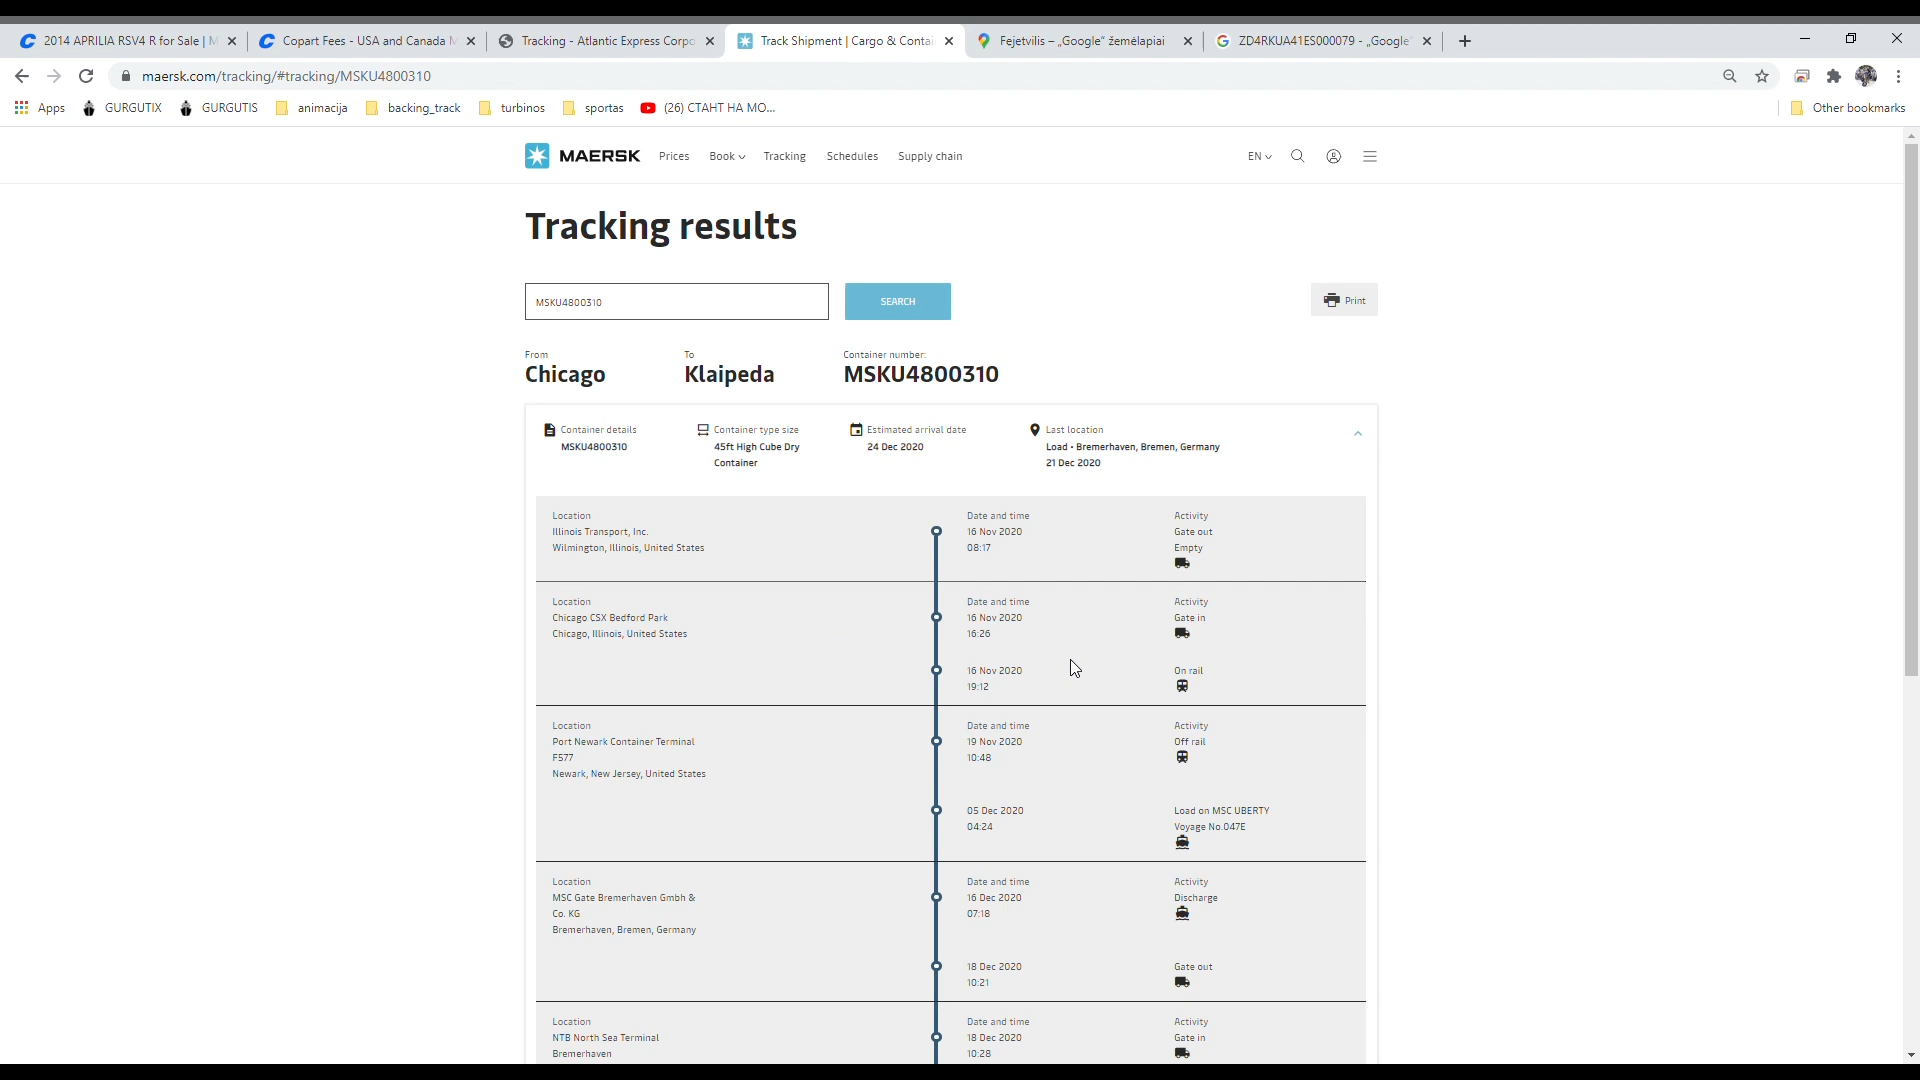 2014 APRILIA RSV4 R for Sale | M
Copart Fees - USA and Canada M
Tracking - Atlantic Express Corpo
Track Shipment | Cargo & Contai
Fejetvilis – „Google“ žemėlapiai
ZD4RKUA41ES000079 - „Google“
maersk.com/tracking/#tracking/MSKU4800310
Apps
GURGUTIX
GURGUTIS
animacija
backing_track
turbinos
sportas
(26) СТАНТ НА МО...
Other bookmarks
MAERSK
Prices
Book
Tracking
Schedules
Supply chain
EN
Tracking results
MSKU4800310
SEARCH
Print
From
Chicago
To
Klaipeda
Container number:
MSKU4800310
Container details
MSKU4800310
Container type size
45ft High Cube Dry
Container
Estimated arrival date
24 Dec 2020
Last location
Load • Bremerhaven, Bremen, Germany
21 Dec 2020
Location
Illinois Transport, Inc.
Wilmington, Illinois, United States
Date and time
16 Nov 2020
08:17
Activity
Gate out
Empty
Location
Chicago CSX Bedford Park
Chicago, Illinois, United States
Date and time
16 Nov 2020
16:26
Activity
Gate in
16 Nov 2020
19:12
On rail
Location
Port Newark Container Terminal
F577
Newark, New Jersey, United States
Date and time
19 Nov 2020
10:48
Activity
Off rail
05 Dec 2020
04:24
Load on MSC UBERTY
Voyage No.047E
Location
MSC Gate Bremerhaven Gmbh &
Co. KG
Bremerhaven, Bremen, Germany
Date and time
16 Dec 2020
07:18
Activity
Discharge
18 Dec 2020
10:21
Gate out
Location
NTB North Sea Terminal
Bremerhaven
Date and time
18 Dec 2020
10:28
Activity
Gate in